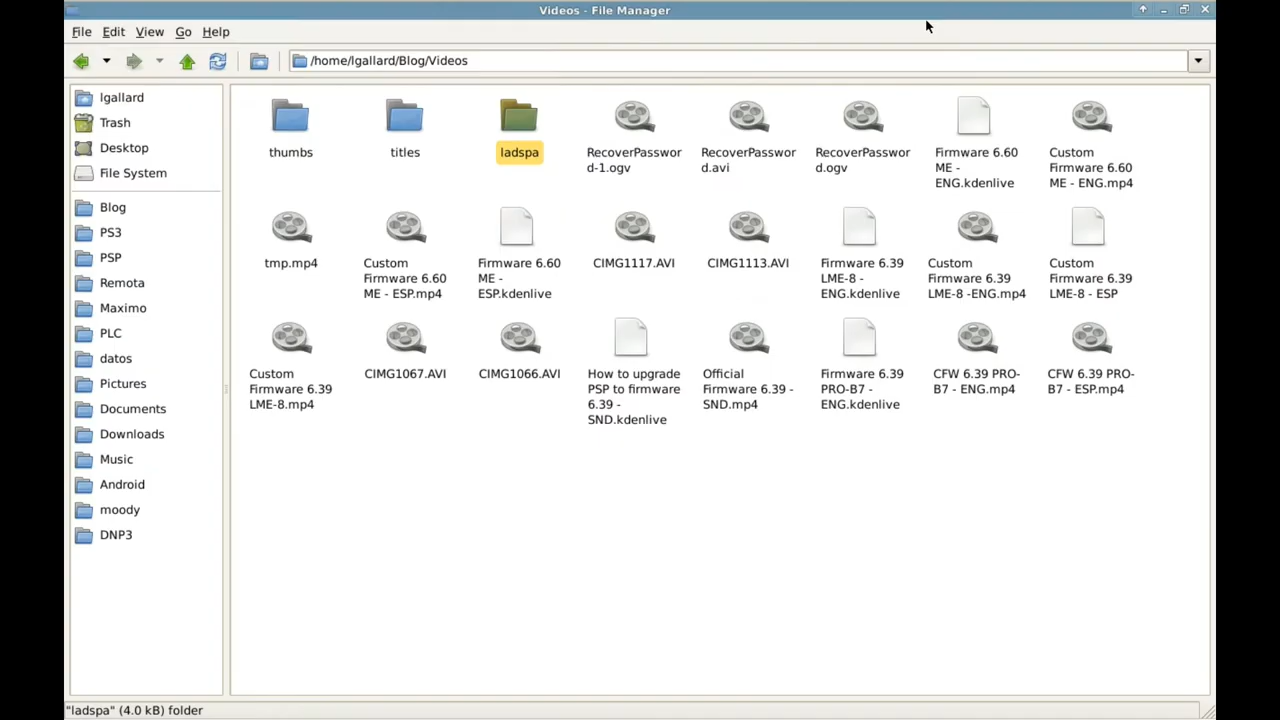 Videos - File Manager
File Edit View Go Help
/home/lgallard/Blog/Videos
lgallard
Trash
Desktop
File System
Blog
PS3
PSP
Remota
Maximo
PLC
datos
Pictures
Documents
Downloads
Music
Android
moody
DNP3
thumbs
titles
ladspa
RecoverPasswor
d-1.ogv
RecoverPasswor
d.avi
RecoverPasswor
d.ogv
Firmware 6.60
ME -
ENG.kdenlive
Custom
Firmware 6.60
ME - ENG.mp4
tmp.mp4
Custom
Firmware 6.60
ME - ESP.mp4
Firmware 6.60
ME -
ESP.kdenlive
CIMG1117.AVI
CIMG1113.AVI
Firmware 6.39
LME-8 -
ENG.kdenlive
Custom
Firmware 6.39
LME-8 -ENG.mp4
Custom
Firmware 6.39
LME-8 - ESP
Custom
Firmware 6.39
LME-8.mp4
CIMG1067.AVI
CIMG1066.AVI
How to upgrade
PSP to firmware
6.39 -
SND.kdenlive
Official
Firmware 6.39 -
SND.mp4
Firmware 6.39
PRO-B7 -
ENG.kdenlive
CFW 6.39 PRO-
B7 - ENG.mp4
CFW 6.39 PRO-
B7 - ESP.mp4
"ladspa" (4.0 kB) folder